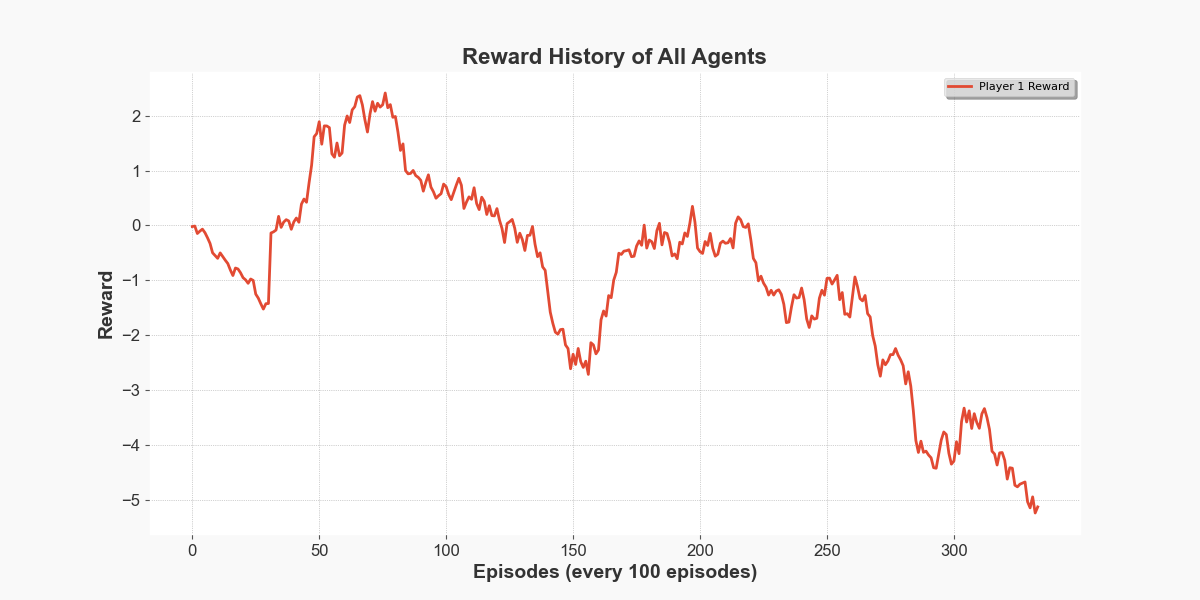 Reward History of All Agents
Player 1 Reward
Reward
2
1
0
−1
−2
−3
−4
−5
0 50 100 150 200 250 300
Episodes (every 100 episodes)